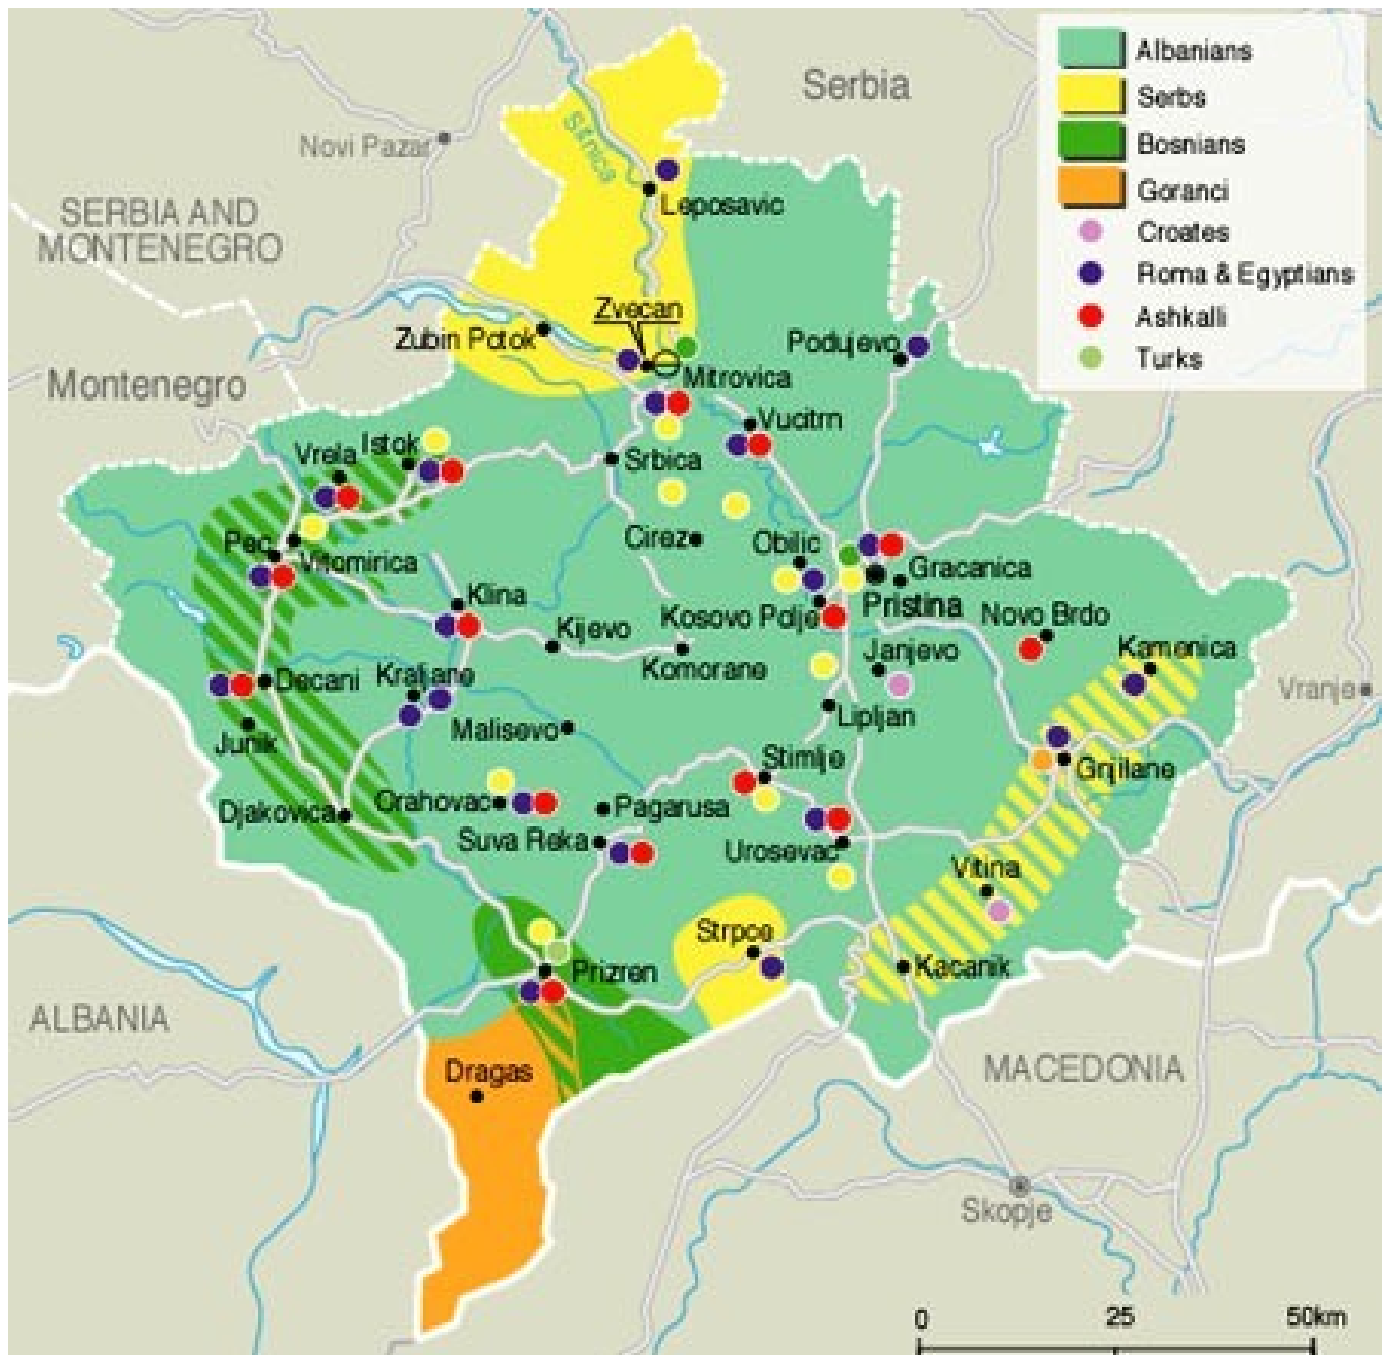 Albanians
Serbs
Bosnians
Goranci
Croates
Roma & Egyptians
Ashkalli
Turks
Serbia
Novi Pazar
Sitnica
SERBIA AND
MONTENEGRO
Leposavic
Zvecan
Zubin Potok
Podujevo
Montenegro
Mitrovica
Vucitrn
Istok
Vrela
Srbica
Cirez
Obilic
Pec
Vitomirica
Gracanica
Pristina
Klina
Kosovo Polje
Novo Brdo
Kijevo
Komorane
Janjevo
Kamenica
Decani
Kraljane
Vranje
Lipljan
Malisevo
Junik
Stimlje
Gnjilane
Djakovica
Orahovac
Pagarusa
Suva Reka
Urosevac
Vitina
Strpce
Prizren
Kacanik
ALBANIA
Dragas
MACEDONIA
Skopje
0 25 50km